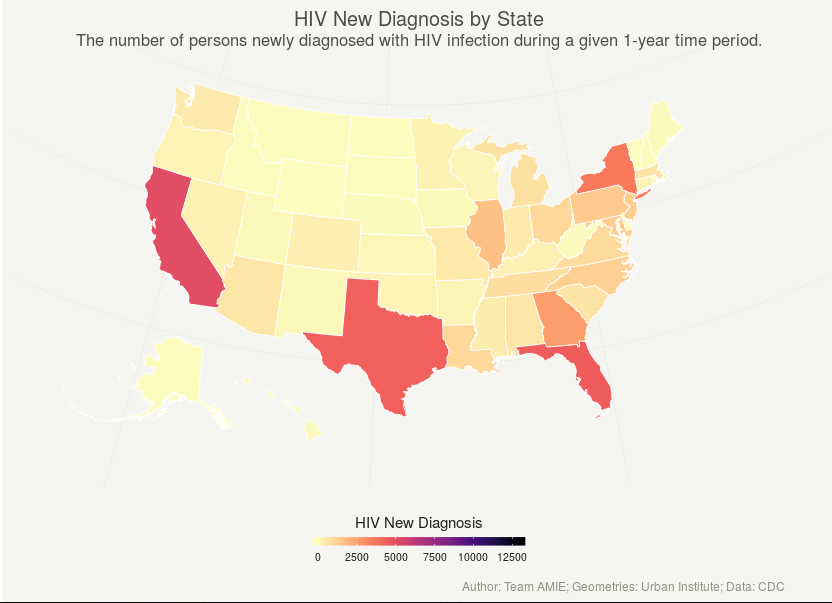 HIV New Diagnosis by State
The number of persons newly diagnosed with HIV infection during a given 1-year time period.
HIV New Diagnosis
0 2500 5000 7500 10000 12500
Author: Team AMIE; Geometries: Urban Institute; Data: CDC